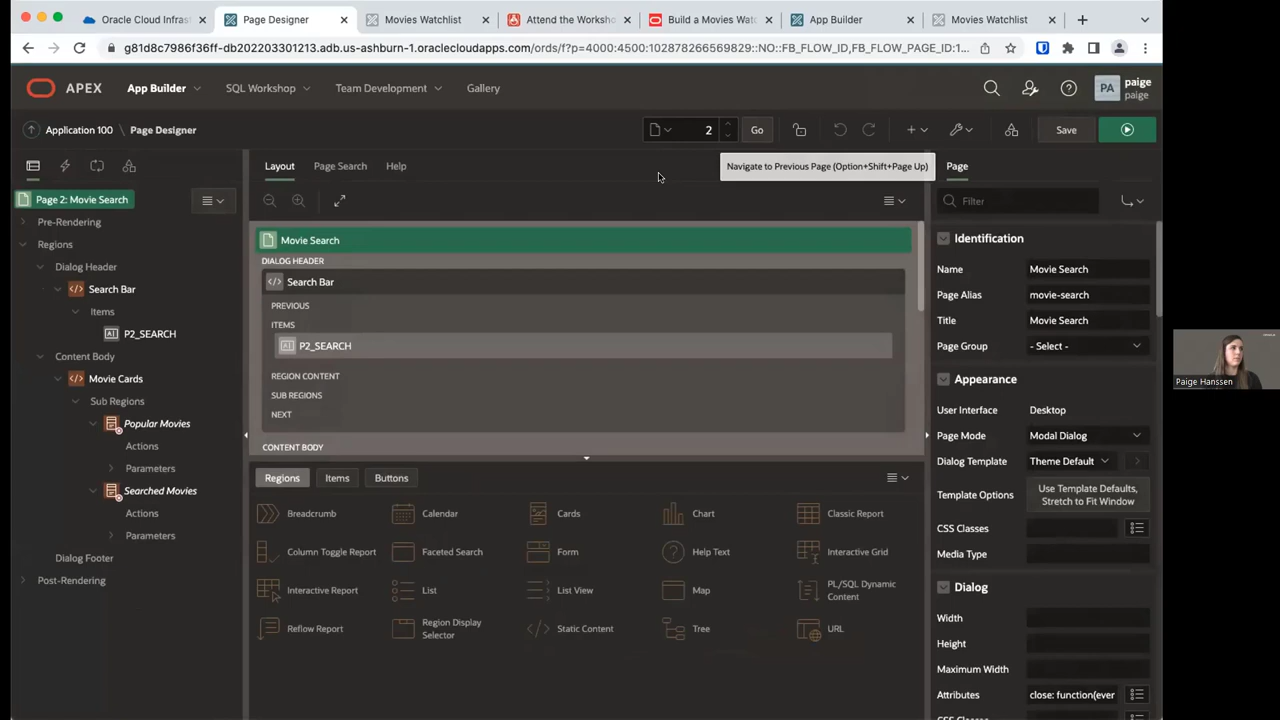 Oracle Cloud Infras
Page Designer
Movies Watchlist
Attend the Worksho
Build a Movies Watc
App Builder
Movies Watchlist
g81d8c7986f36ff-db202203301213.adb.us-ashburn-1.oraclecloudapps.com/ords/f?p=4000:4500:102878266569829::NO::FB_FLOW_ID,FB_FLOW_PAGE_ID:1...
APEX
App Builder
SQL Workshop
Team Development
Gallery
PA
paige
paige
Application 100
Page Designer
2
Go
Save
Layout
Page Search
Help
Navigate to Previous Page (Option+Shift+Page Up)
Page
Page 2: Movie Search
Pre-Rendering
Regions
Dialog Header
Search Bar
Items
P2_SEARCH
Content Body
Movie Cards
Sub Regions
Popular Movies
Actions
Parameters
Searched Movies
Actions
Parameters
Dialog Footer
Post-Rendering
Movie Search
DIALOG HEADER
Search Bar
PREVIOUS
ITEMS
P2_SEARCH
REGION CONTENT
SUB REGIONS
NEXT
CONTENT BODY
Regions
Items
Buttons
Breadcrumb
Calendar
Cards
Chart
Classic Report
Column Toggle Report
Faceted Search
Form
Help Text
Interactive Grid
Interactive Report
List
List View
Map
PL/SQL Dynamic
Content
Reflow Report
Region Display
Selector
Static Content
Tree
URL
Filter
Identification
Name
Movie Search
Page Alias
movie-search
Title
Movie Search
Page Group
- Select -
Appearance
User Interface
Desktop
Page Mode
Modal Dialog
Dialog Template
Theme Default
Template Options
Use Template Defaults,
Stretch to Fit Window
CSS Classes
Media Type
Dialog
Width
Height
Maximum Width
Attributes
close: function(ever
Paige Hanssen